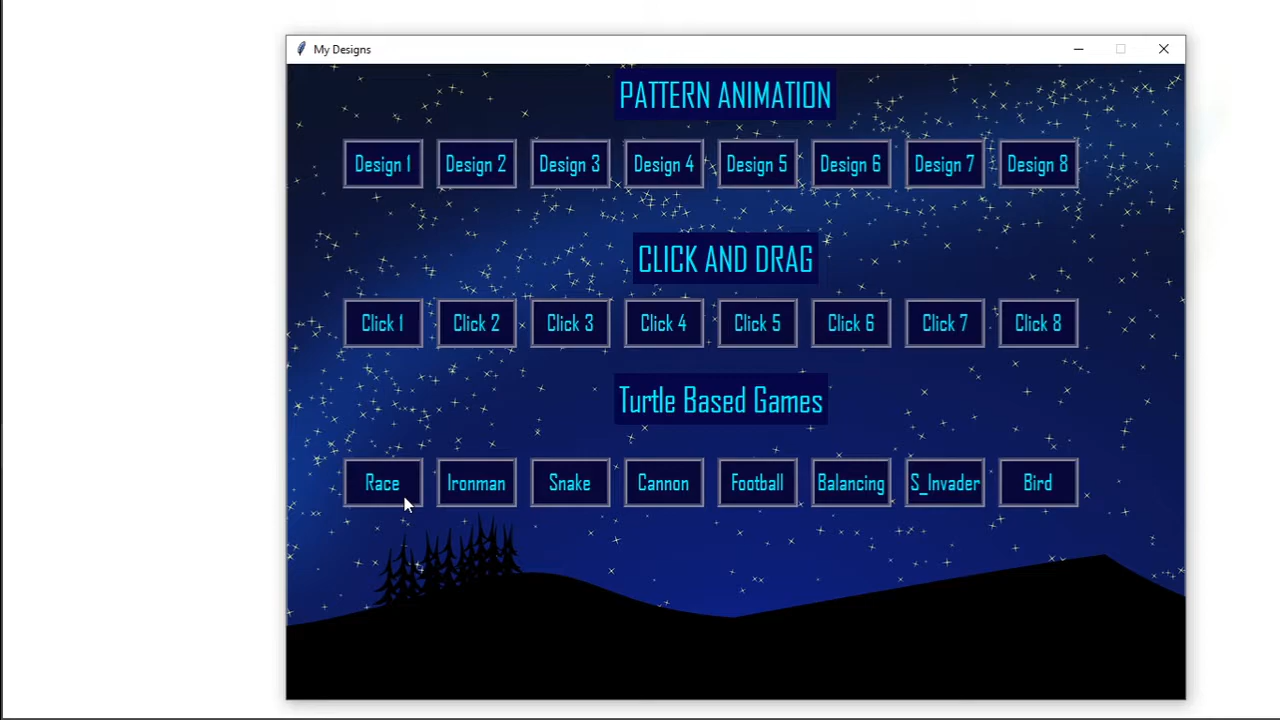 My Designs
PATTERN ANIMATION
Design 1 Design 2 Design 3 Design 4 Design 5 Design 6 Design 7 Design 8
CLICK AND DRAG
Click 1 Click 2 Click 3 Click 4 Click 5 Click 6 Click 7 Click 8
Turtle Based Games
Race Ironman Snake Cannon Football Balancing S_Invader Bird